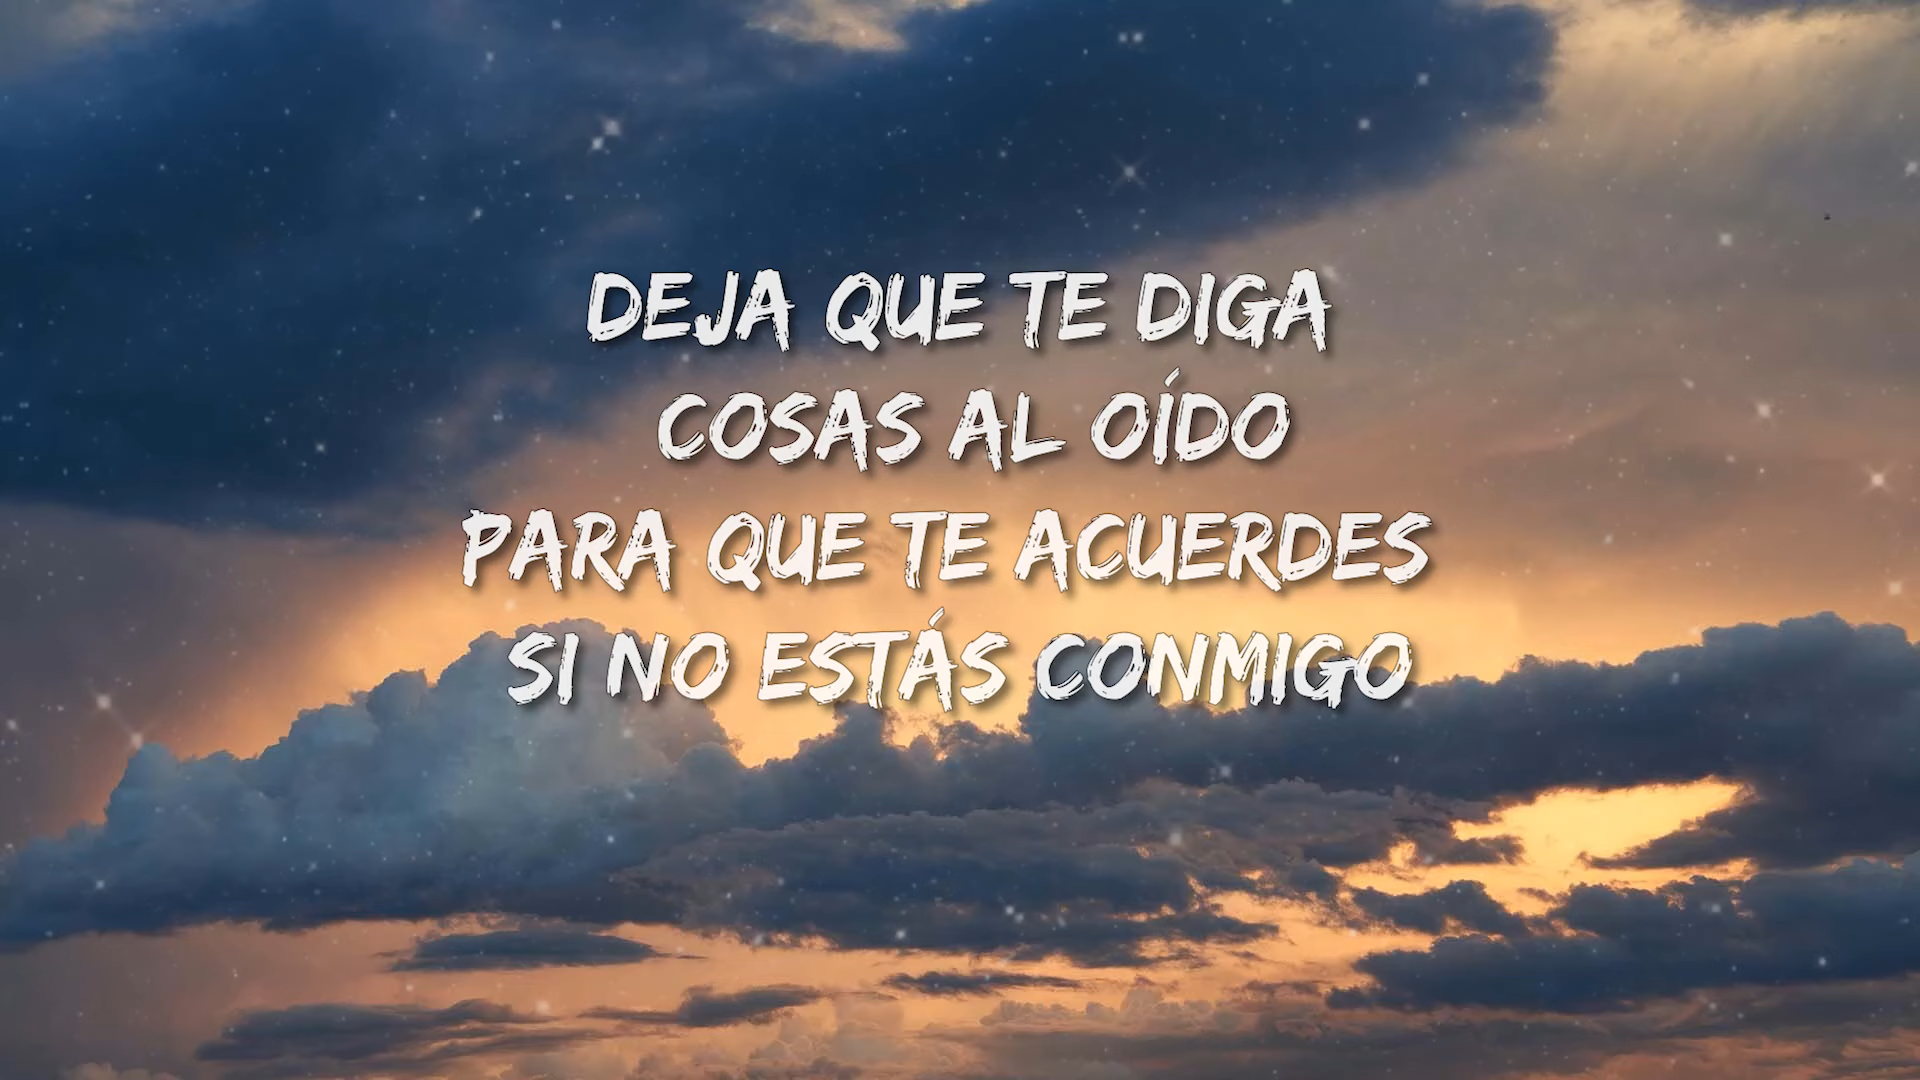 DEJA QUE TE DIGA
COSAS AL OÍDO
PARA QUE TE ACUERDES
SI NO ESTÁS CONMIGO